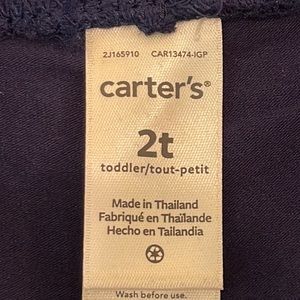 2J165910 CAR13474-IGP
carter's®
2t
toddler/tout-petit
Made in Thailand
Fabriqué en Thaïlande
Hecho en Tailandia
Wash before use.